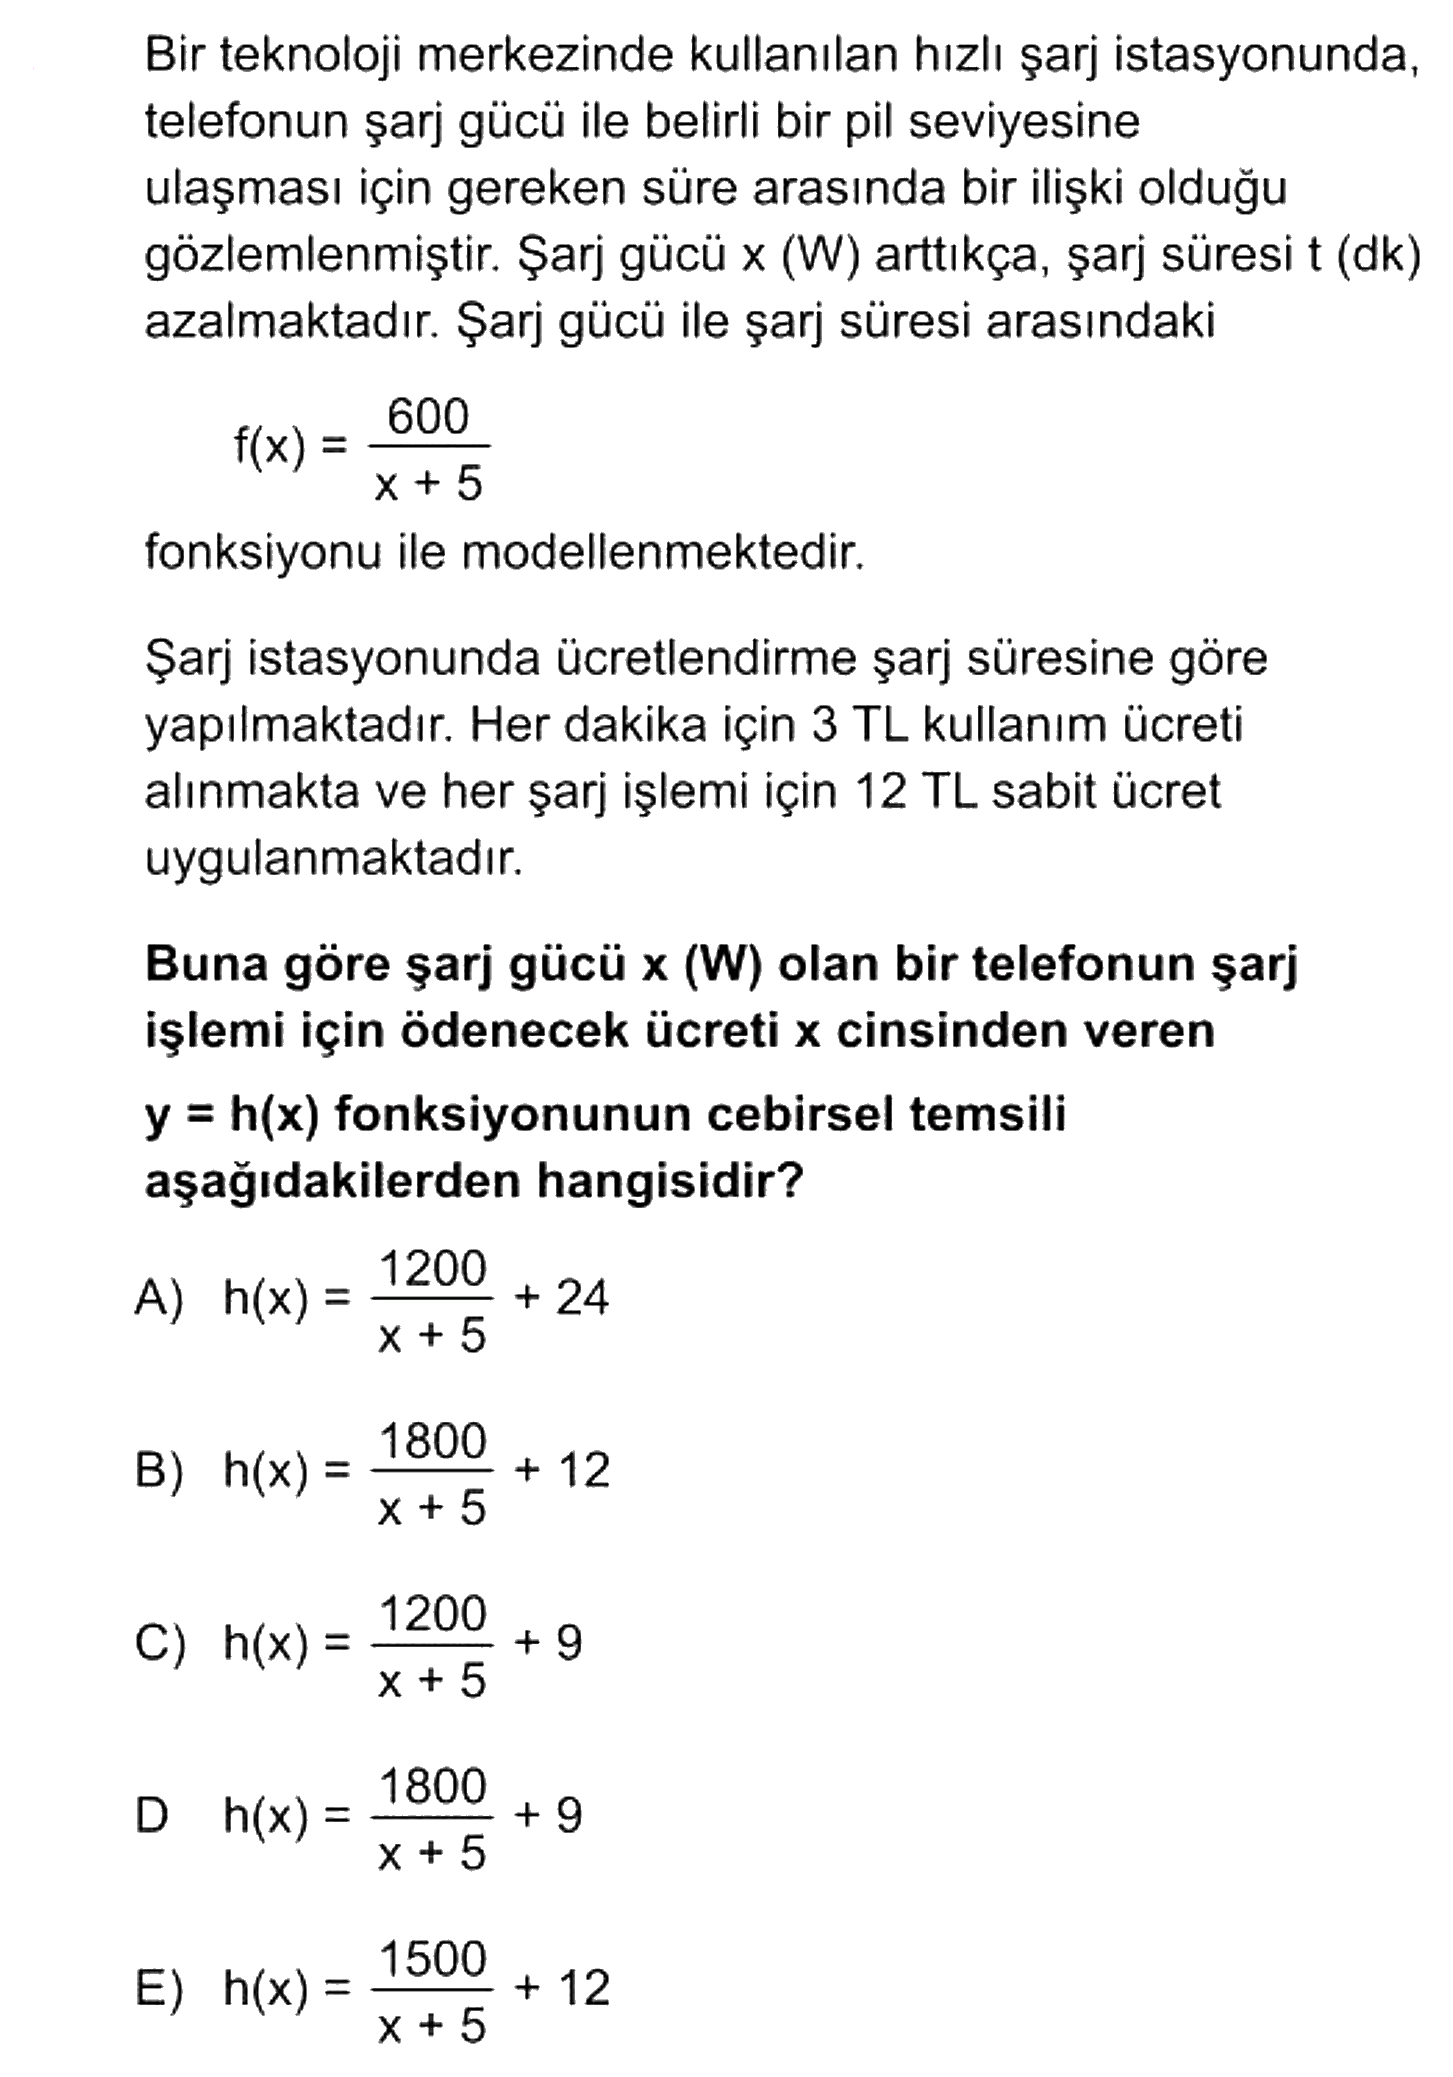 Bir teknoloji merkezinde kullanılan hızlı şarj istasyonunda,
telefonun şarj gücü ile belirli bir pil seviyesine
ulaşması için gereken süre arasında bir ilişki olduğu
gözlemlenmiştir. Şarj gücü x (W) arttıkça, şarj süresi t (dk)
azalmaktadır. Şarj gücü ile şarj süresi arasındaki
f(x) = 600 / x + 5
fonksiyonu ile modellenmektedir.
Şarj istasyonunda ücretlendirme şarj süresine göre
yapılmaktadır. Her dakika için 3 TL kullanım ücreti
alınmakta ve her şarj işlemi için 12 TL sabit ücret
uygulanmaktadır.
Buna göre şarj gücü x (W) olan bir telefonun şarj
işlemi için ödenecek ücreti x cinsinden veren
y = h(x) fonksiyonunun cebirsel temsili
aşağıdakilerden hangisidir?
A) h(x) = 1200 / x + 5 + 24
B) h(x) = 1800 / x + 5 + 12
C) h(x) = 1200 / x + 5 + 9
D h(x) = 1800 / x + 5 + 9
E) h(x) = 1500 / x + 5 + 12